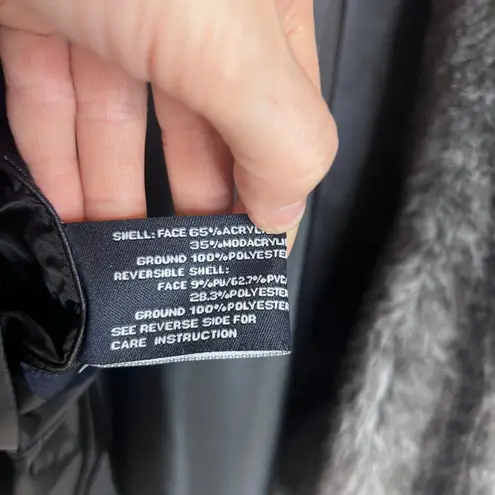 SHELL: FACE 65%ACRYLIC
35%MODACRYLIC
GROUND 100%POLYESTER
REVERSIBLE SHELL:
FACE 9%PU/62.7%PVC/
28.3%POLYESTER
GROUND 100%POLYESTER
SEE REVERSE SIDE FOR
CARE INSTRUCTION